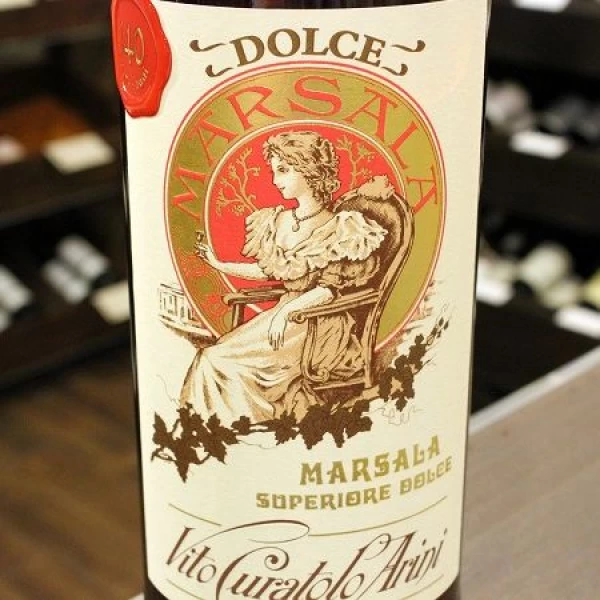 DOLCE
MARSALA
MARSALA
SUPERIORE DOLCE
Vito Curatolo Arini